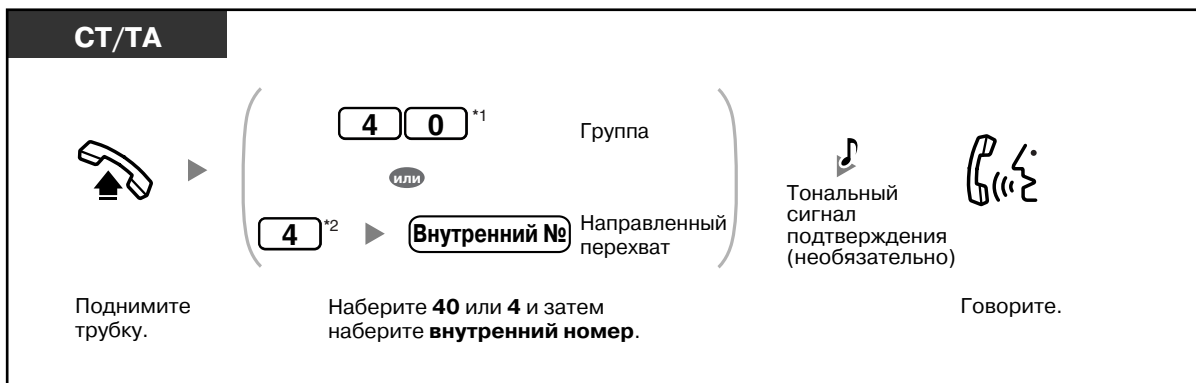 СТ/ТА
4 0 *1 Группа
или
4 *2 Внутренний № Направленный
перехват
Тональный
сигнал
подтверждения
(необязательно)
Поднимите
трубку.
Наберите 40 или 4 и затем
наберите внутренний номер.
Говорите.